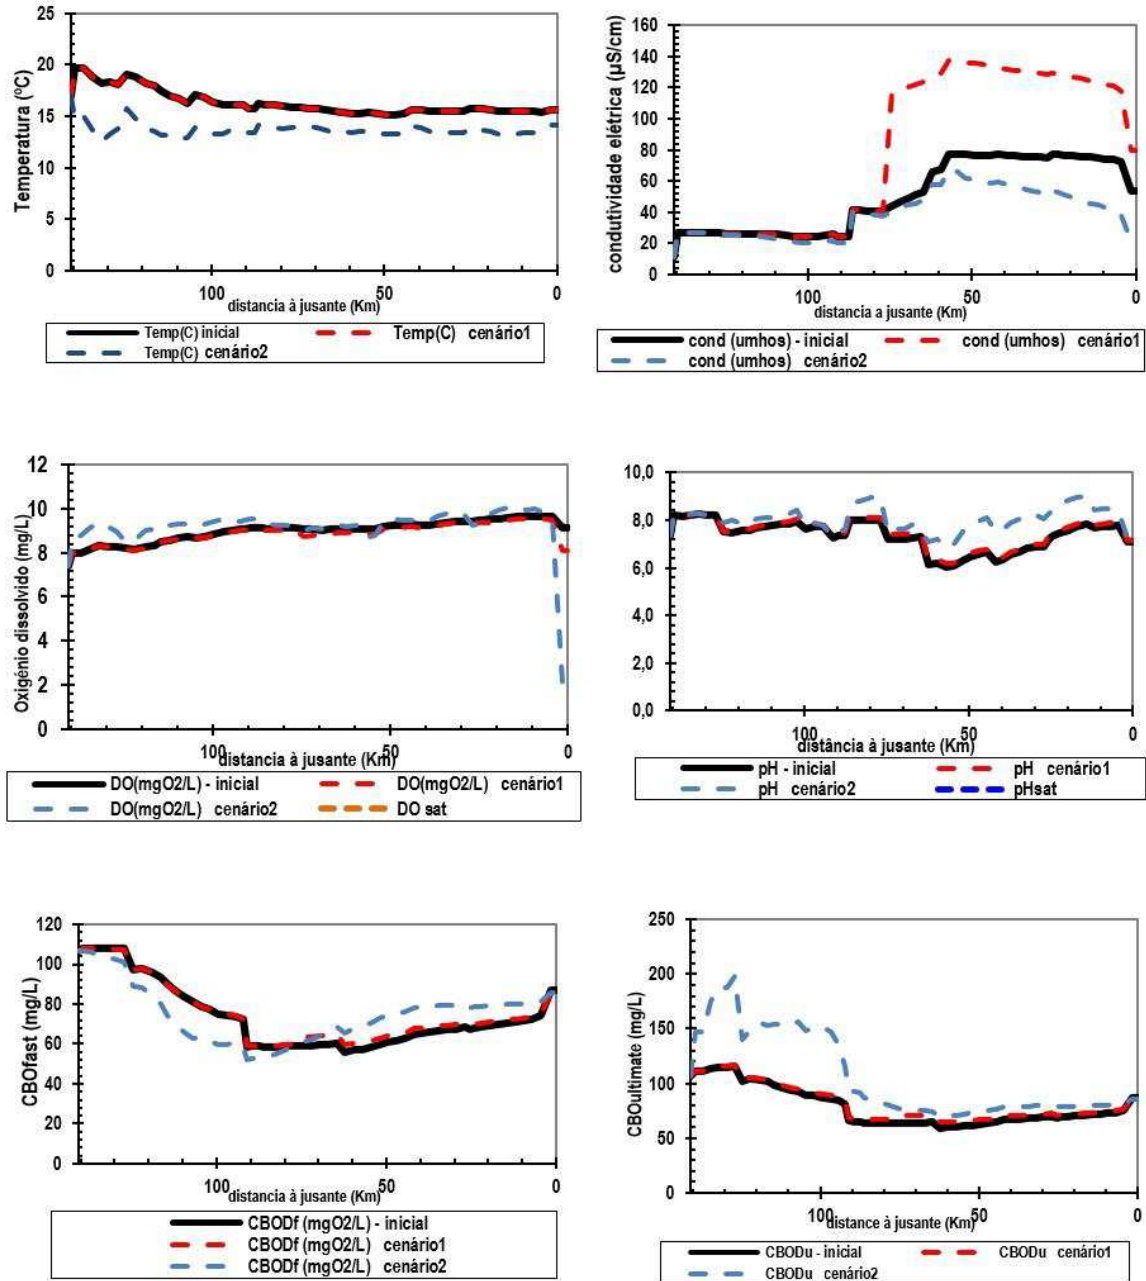 Temperatura (ºC)
25
20
15
10
5
0
100
50
0
distancia à jusante (Km)
Temp(C) inicial
Temp(C) cenário1
Temp(C) cenário2
condutividade elétrica (µS/cm)
160
140
120
100
80
60
40
20
0
100
50
0
distancia a jusante (Km)
cond (umhos) - inicial
cond (umhos) cenário1
cond (umhos) cenário2
Oxigénio dissolvido (mg/L)
12
10
8
6
4
2
0
100
50
0
distancia à jusante (Km)
DO(mgO2/L) - inicial
DO(mgO2/L) cenário1
DO(mgO2/L) cenário2
DO sat
10,0
8,0
6,0
4,0
2,0
0,0
100
50
0
distância à jusante (Km)
pH - inicial
pH cenário1
pH cenário2
pHsat
CBOfast (mg/L)
120
100
80
60
40
20
0
100
50
0
distancia à jusante (Km)
CBODf (mgO2/L) - inicial
CBODf (mgO2/L) cenário1
CBODf (mgO2/L) cenário2
CBOultimate (mg/L)
250
200
150
100
50
0
100
50
0
distance à jusante (Km)
CBODu - inicial
CBODu cenário1
CBODu cenário2